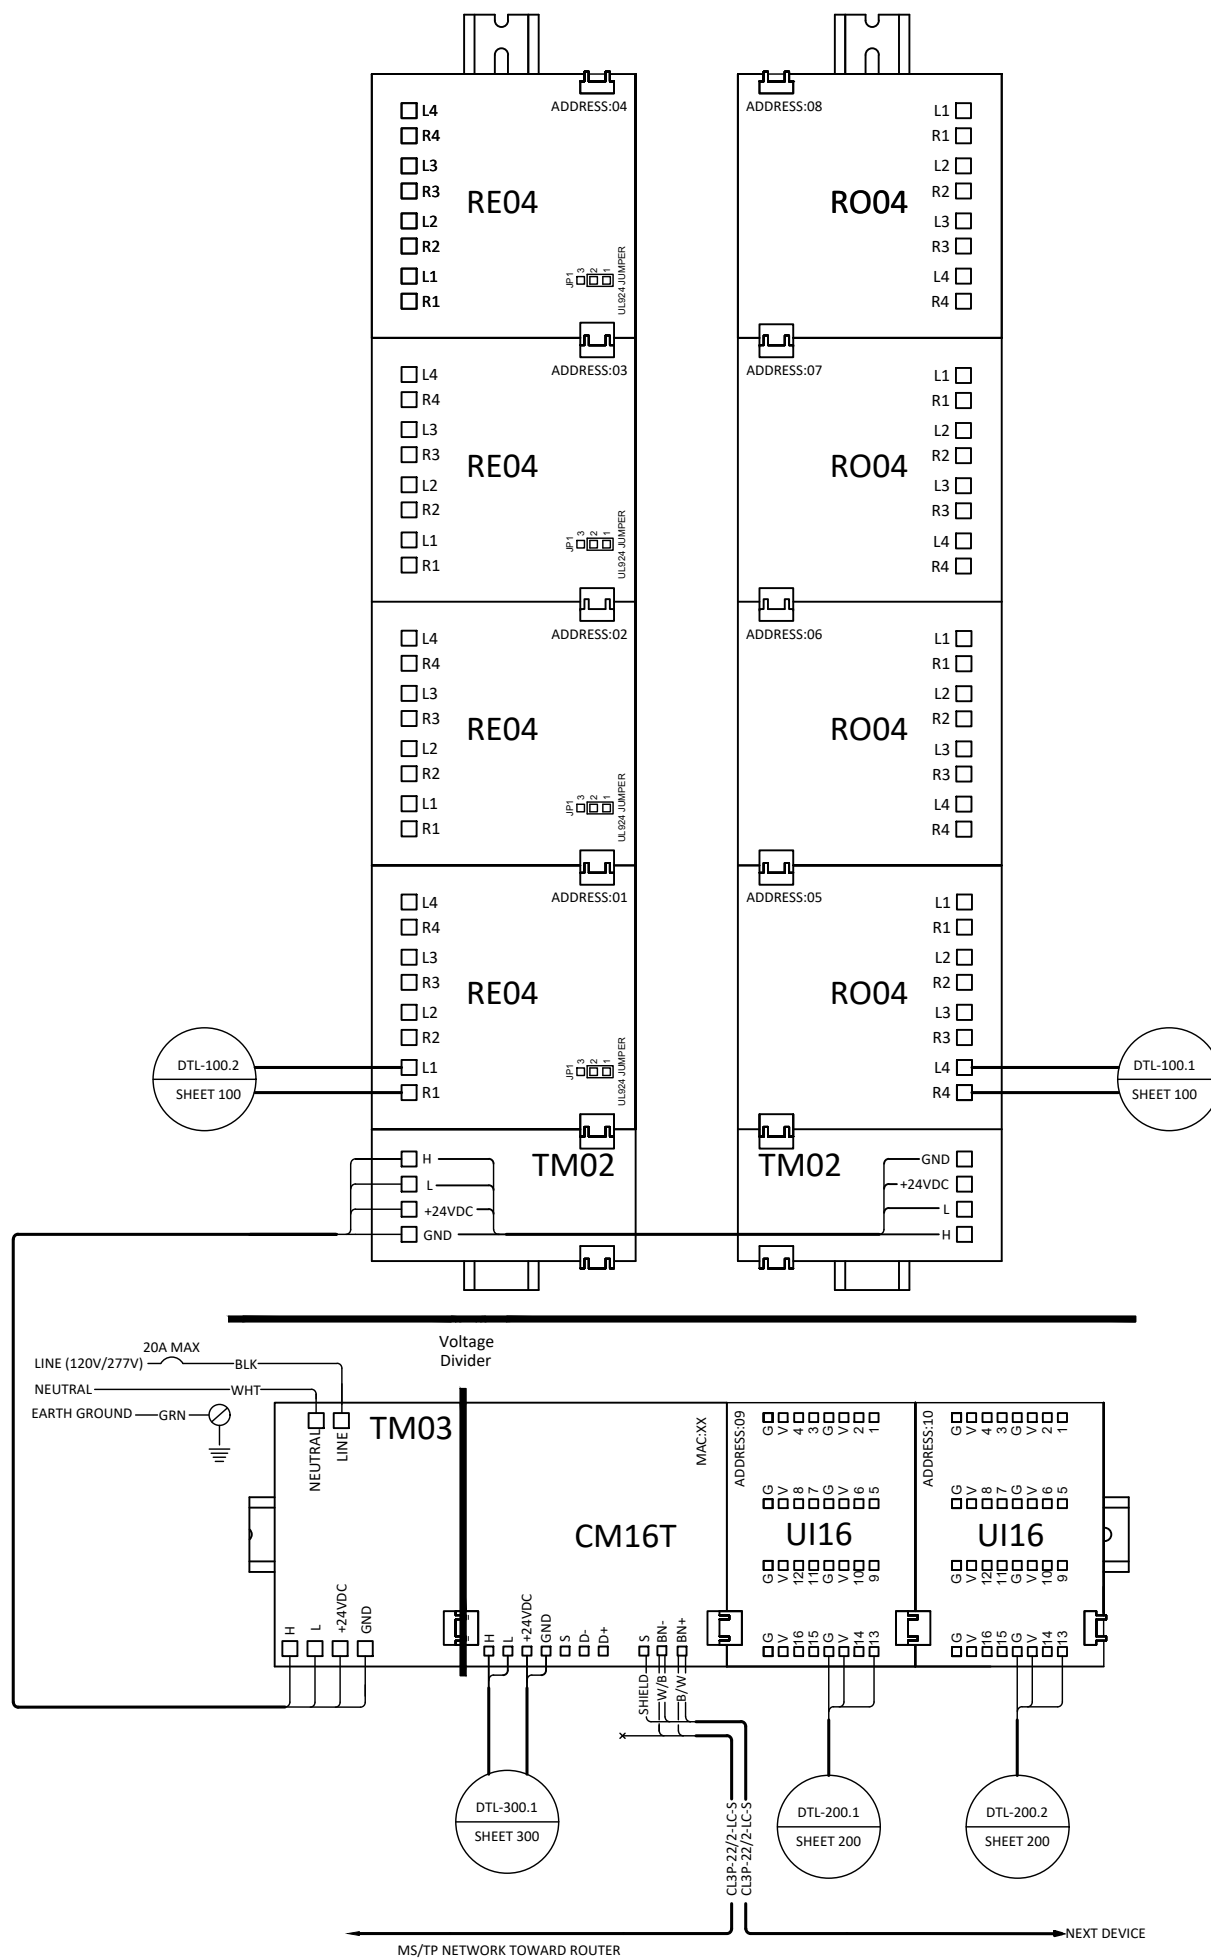 ADDRESS:04
L4
R4
L3
R3
L2
R2
L1
R1
RE04
JP1
3
2
1
UL924 JUMPER
ADDRESS:08
L1
R1
L2
R2
L3
R3
L4
R4
RO04
ADDRESS:03
L4
R4
L3
R3
L2
R2
L1
R1
RE04
JP1
3
2
1
UL924 JUMPER
ADDRESS:07
L1
R1
L2
R2
L3
R3
L4
R4
RO04
ADDRESS:02
L4
R4
L3
R3
L2
R2
L1
R1
RE04
JP1
3
2
1
UL924 JUMPER
ADDRESS:06
L1
R1
L2
R2
L3
R3
L4
R4
RO04
ADDRESS:01
L4
R4
L3
R3
L2
R2
L1
R1
RE04
JP1
3
2
1
UL924 JUMPER
ADDRESS:05
L1
R1
L2
R2
L3
R3
L4
R4
RO04
DTL-100.2
SHEET 100
DTL-100.1
SHEET 100
TM02
H
L
+24VDC
GND
TM02
GND
+24VDC
L
H
Voltage
Divider
20A MAX
LINE (120V/277V)
BLK
NEUTRAL
WHT
EARTH GROUND
GRN
TM03
NEUTRAL
LINE
H
L
+24VDC
GND
MAC:XX
CM16T
H
L
+24VDC
GND
S
D-
D+
S
BN-
BN+
SHIELD
W/B
B/W
ADDRESS:09
G V 4 3 G V 2 1
G V 8 7 G V 6 5
UI16
G V 12 11 G V 10 9
G V 16 15 G V 14 13
ADDRESS:10
G V 4 3 G V 2 1
G V 8 7 G V 6 5
UI16
G V 12 11 G V 10 9
G V 16 15 G V 14 13
DTL-300.1
SHEET 300
CL3P-22/2-LC-S
CL3P-22/2-LC-S
DTL-200.1
SHEET 200
DTL-200.2
SHEET 200
MS/TP NETWORK TOWARD ROUTER
NEXT DEVICE